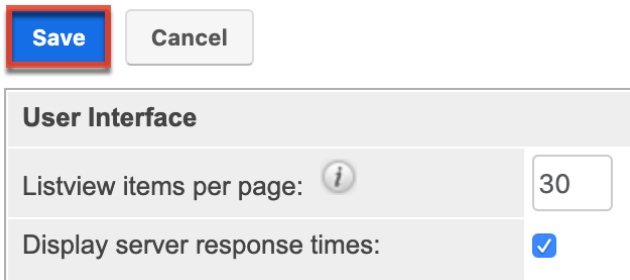 Save Cancel
User Interface
Listview items per page: i 30
Display server response times: